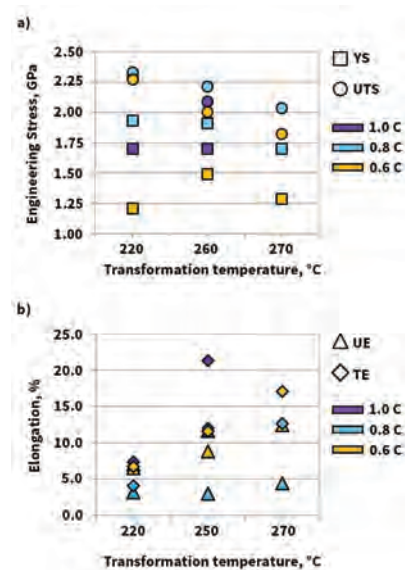 a)
Engineering Stress, GPa
2.50
2.25
2.00
1.75
1.50
1.25
1.00
220
260
270
Transformation temperature, °C
YS
UTS
1.0 C
0.8 C
0.6 C
b)
Elongation, %
25.0
20.0
15.0
10.0
5.0
0.0
220
250
270
Transformation temperature, °C
UE
TE
1.0 C
0.8 C
0.6 C